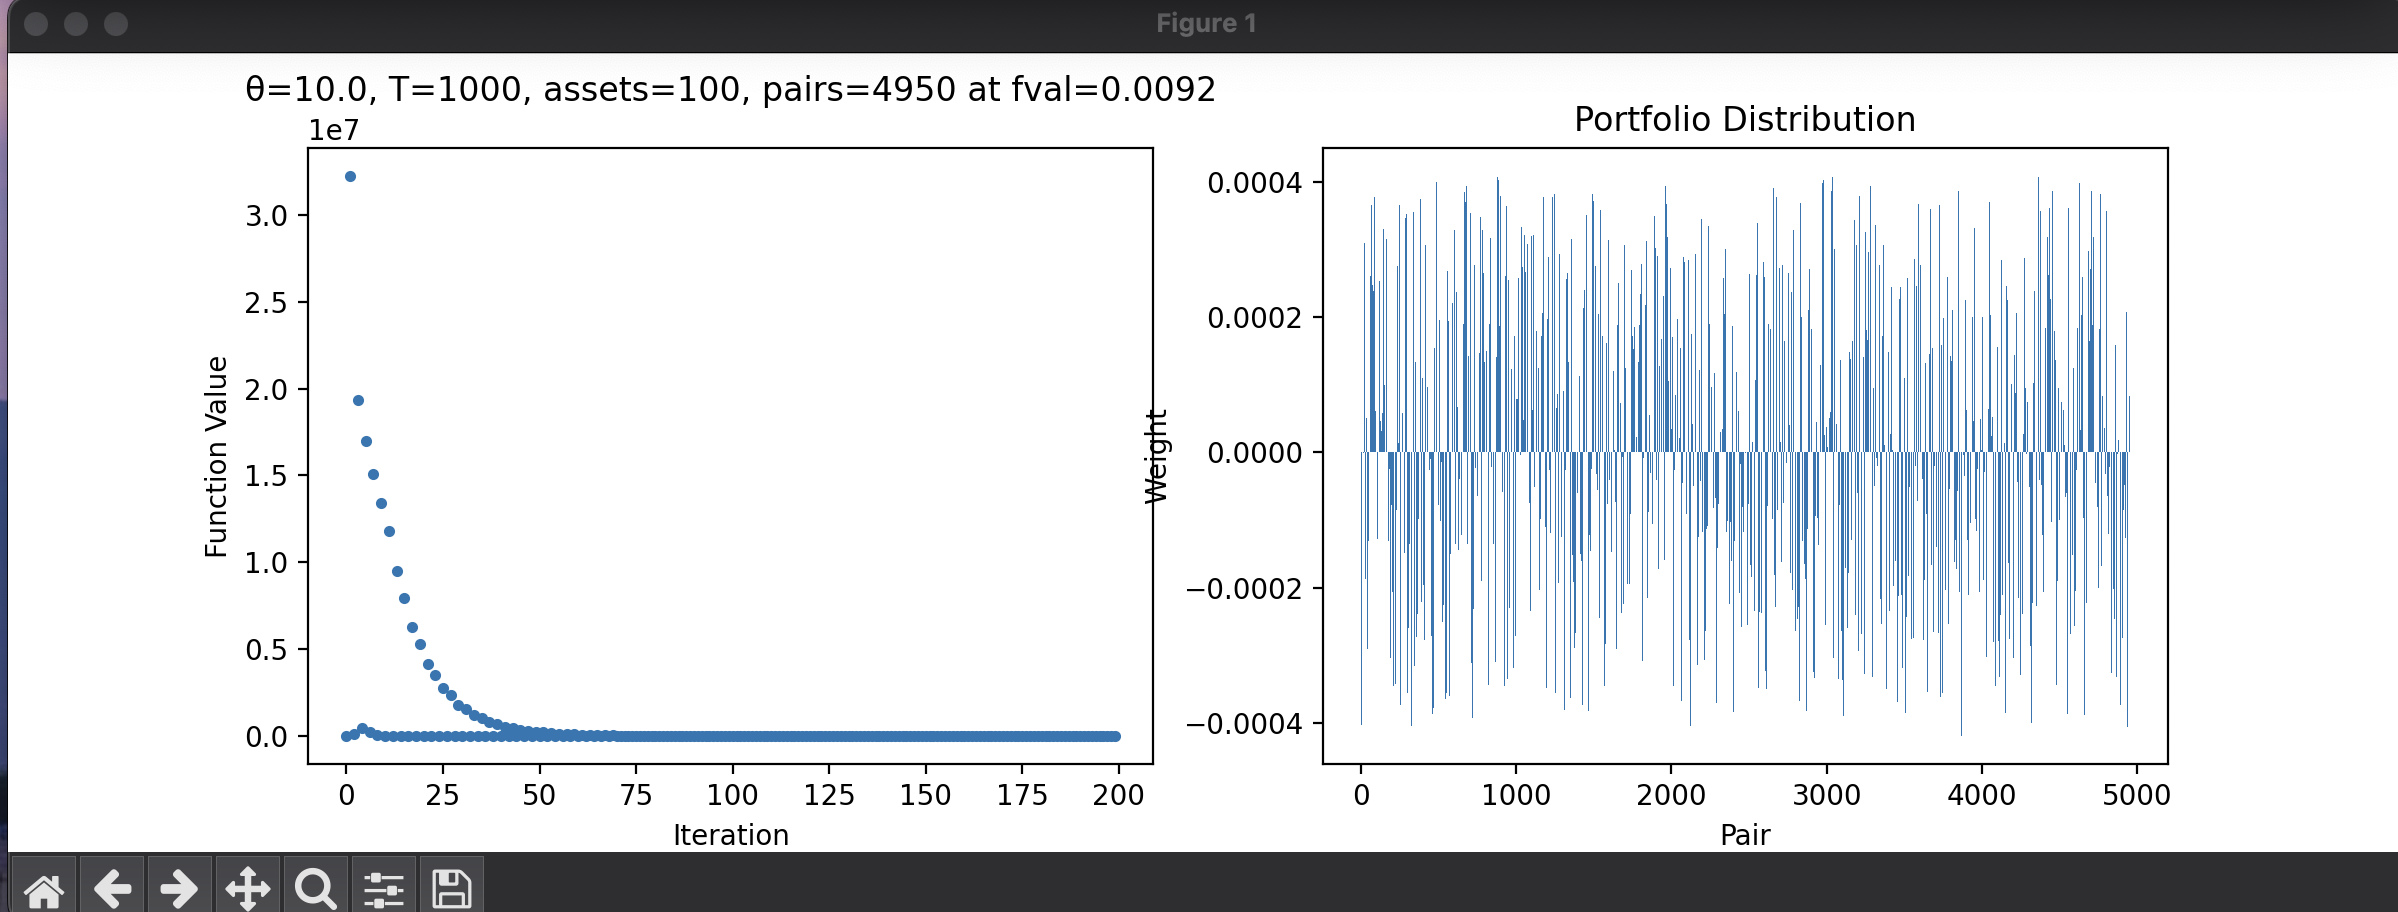 Figure 1
θ=10.0, T=1000, assets=100, pairs=4950 at fval=0.0092
1e7
3.0
2.5
2.0
1.5
1.0
0.5
0.0
Function Value
0 25 50 75 100 125 150 175 200
Iteration
Portfolio Distribution
0.0004
0.0002
0.0000
−0.0002
−0.0004
Weight
0 1000 2000 3000 4000 5000
Pair